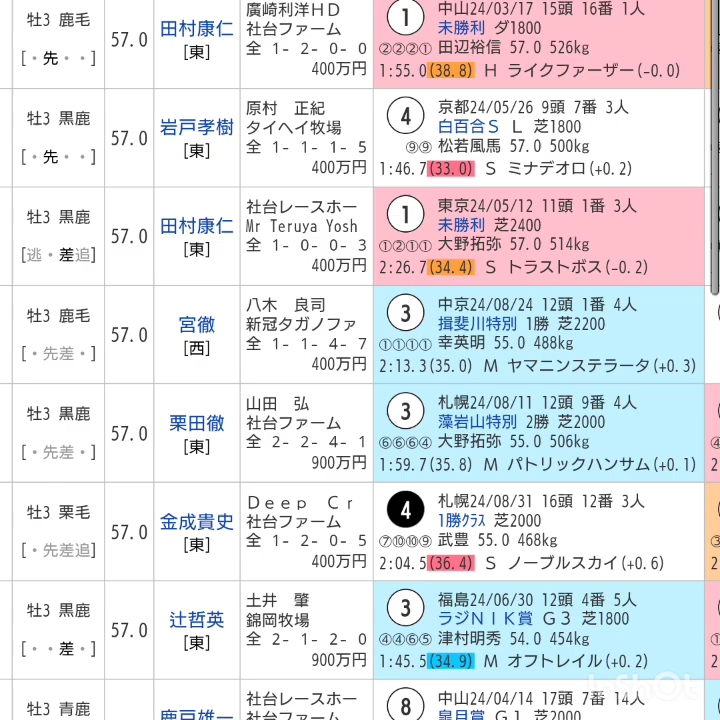 牡3 鹿毛
[・先・・]
57.0
田村康仁
[東]
廣崎利洋HD
社台ファーム
全 1- 2- 0- 0
400万円
1
中山24/03/17 15頭 16番 1人
未勝利 ダ1800
②②②① 田辺裕信 57.0 526kg
1:55.0(38.8) H ライクファーザー(-0.0)
牡3 黒鹿
[・先・・]
57.0
岩戸孝樹
[東]
原村 正紀
タイヘイ牧場
全 1- 1- 1- 5
400万円
4
京都24/05/26 9頭 7番 3人
白百合S L 芝1800
⑨⑨ 松若風馬 57.0 500kg
1:46.7(33.0) S ミナデオロ(+0.2)
牡3 黒鹿
[逃・差追]
57.0
田村康仁
[東]
社台レースホー
Mr Teruya Yosh
全 1- 0- 0- 3
400万円
1
東京24/05/12 11頭 1番 3人
未勝利 芝2400
①②①① 大野拓弥 57.0 514kg
2:26.7(34.4) S トラストボス(-0.2)
牡3 鹿毛
[・先差・]
57.0
宮徹
[西]
八木 良司
新冠タガノファ
全 1- 1- 4- 7
400万円
3
中京24/08/24 12頭 1番 4人
揖斐川特別 1勝 芝2200
①①①① 幸英明 55.0 488kg
2:13.3(35.0) M ヤマニンステラータ(+0.3)
牡3 黒鹿
[・先差・]
57.0
栗田徹
[東]
山田 弘
社台ファーム
全 2- 2- 4- 1
900万円
3
札幌24/08/11 12頭 9番 4人
藻岩山特別 2勝 芝2000
⑥⑥⑥④ 大野拓弥 55.0 506kg
1:59.7(35.8) M パトリックハンサム(+0.1)
牡3 栗毛
[・先差追]
57.0
金成貴史
[東]
Deep Cr
社台ファーム
全 1- 2- 0- 5
400万円
4
札幌24/08/31 16頭 12番 3人
1勝クラス 芝2000
⑦⑩⑩⑨ 武豊 55.0 468kg
2:04.5(36.4) S ノーブルスカイ(+0.6)
牡3 黒鹿
[・・差・]
57.0
辻哲英
[東]
土井 肇
錦岡牧場
全 2- 1- 2- 0
900万円
3
福島24/06/30 12頭 4番 5人
ラジNIK賞 G3 芝1800
④④⑥⑤ 津村明秀 54.0 454kg
1:45.5(34.9) M オフトレイル(+0.2)
牡3 青鹿
鹿戸雄一
社台レースホー
8
中山24/04/14 17頭 7番 14人
皐月賞 G1 芝2000